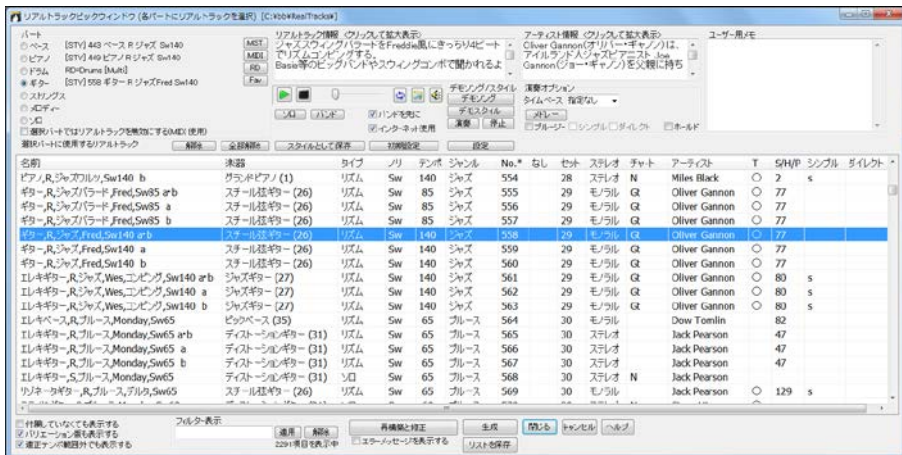 リアルトラックピックウィンドウ (各パートにリアルトラックを選択) [C:¥bb¥RealTracks¥]
パート
ベース [STY] 443 ベース R ジャズ Sw140
ピアノ [STY] 449 ピアノ R ジャズ Sw140
ドラム RD=Drums [Multi]
ギター [STY] 558 ギター R ジャズFred Sw140
ストリングス
メロディー
ソロ
選択パートではリアルトラックを無効にする(MIDI 使用)
MST
MIDI
RD
Fav
リアルトラック情報 (クリックして拡大表示)
ジャズスウィングバラードをFreddie風にきっちり4ビート
でリズムコンピングする。
Basie等のビッグバンドやスウィングコンボで聞かれるよ
アーティスト情報 (クリックして拡大表示)
Oliver Gannon(オリバー・ギャノン)は、
アイルランド人ジャズピアニスト Joe
Gannon(ジョー・ギャノン)を父親に持ち
ユーザー用メモ
ソロ バンド
バンドを先に
インターネット使用
デモソング/スタイル
デモソング
デモスタイル
演奏 停止
演奏オプション
タイムベース 指定なし
メドレー
ブルージー シンプル ダイレクト ホールド
選択パートに使用するリアルトラック 解除 全部解除 スタイルとして保存 初期設定 設定
名前 楽器 タイプ ノリ テンポ ジャンル No.^ なし セット ステレオ チャート アーティスト T S/H/P シンプル ダイレクト
ピアノ,R,ジャズワルツ,Sw140 b グランドピアノ (1) リズム Sw 140 ジャズ 554 28 ステレオ N Miles Black 〇 2 s
ギター,R,ジャズバラード,Fred,Sw85 a+b スチール弦ギター (26) リズム Sw 85 ジャズ 555 29 モノラル Gt Oliver Gannon 〇 77
ギター,R,ジャズバラード,Fred,Sw85 a スチール弦ギター (26) リズム Sw 85 ジャズ 556 29 モノラル Gt Oliver Gannon 〇 77
ギター,R,ジャズバラード,Fred,Sw85 b スチール弦ギター (26) リズム Sw 85 ジャズ 557 29 モノラル Gt Oliver Gannon 〇 77
ギター,R,ジャズ,Fred,Sw140 a+b スチール弦ギター (26) リズム Sw 140 ジャズ 558 29 モノラル Gt Oliver Gannon 〇 77
ギター,R,ジャズ,Fred,Sw140 a スチール弦ギター (26) リズム Sw 140 ジャズ 559 29 モノラル Gt Oliver Gannon 〇 77
ギター,R,ジャズ,Fred,Sw140 b スチール弦ギター (26) リズム Sw 140 ジャズ 560 29 モノラル Gt Oliver Gannon 〇 77
エレキギター,R,ジャズ,Wes,コンピング,Sw140 a+b ジャズギター (27) リズム Sw 140 ジャズ 561 29 モノラル Gt Oliver Gannon 〇 80 s
エレキギター,R,ジャズ,Wes,コンピング,Sw140 a ジャズギター (27) リズム Sw 140 ジャズ 562 29 モノラル Gt Oliver Gannon 〇 80 s
エレキギター,R,ジャズ,Wes,コンピング,Sw140 b ジャズギター (27) リズム Sw 140 ジャズ 563 29 モノラル Gt Oliver Gannon 〇 80 s
エレキベース,R,ブルース,Monday,Sw65 ピックベース (35) リズム Sw 65 ブルース 564 30 モノラル Dow Tomlin 82
エレキギター,R,ブルース,Monday,Sw65 a+b ディストーションギター (31) リズム Sw 65 ブルース 565 30 ステレオ Jack Pearson 47
エレキギター,R,ブルース,Monday,Sw65 a ディストーションギター (31) リズム Sw 65 ブルース 566 30 ステレオ Jack Pearson 47
エレキギター,R,ブルース,Monday,Sw65 b ディストーションギター (31) リズム Sw 65 ブルース 567 30 ステレオ Jack Pearson 47
エレキギター,S,ブルース,Monday,Sw65 ディストーションギター (31) ソロ Sw 65 ブルース 568 30 ステレオ N Jack Pearson
リゾネータギター,R,ブルース,デルタ,Sw65 スチール弦ギター (26) リズム Sw 65 ブルース 569 30 モノラル Jack Pearson 〇 129 s
付属していなくても表示する
バリエーション版も表示する
適正テンポ範囲外でも表示する
フィルター表示
適用 解除
2291項目を表示中
再構築と修正
エラーメッセージを表示する
生成
リストを保存
閉じる キャンセル ヘルプ